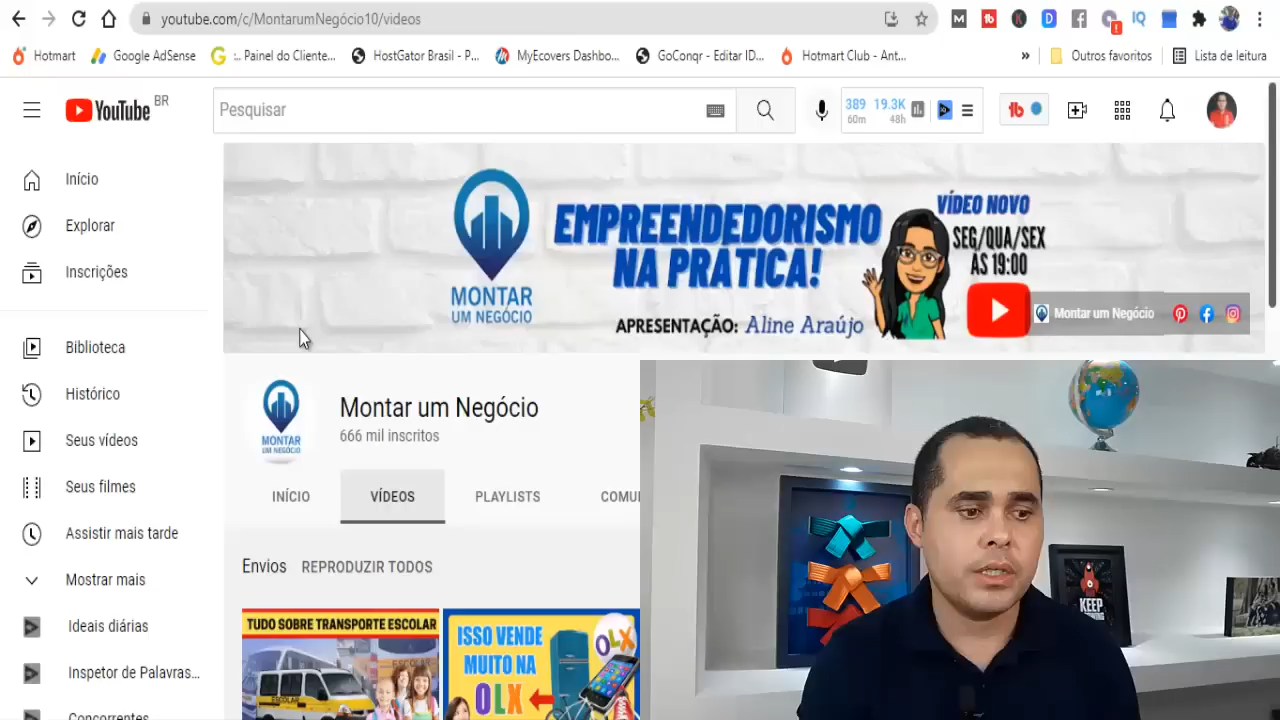 youtube.com/c/MontarumNegócio10/videos
Hotmart
Google AdSense
:. Painel do Cliente...
HostGator Brasil - P...
MyEcovers Dashbo...
GoConqr - Editar ID...
Hotmart Club - Ant...
»
Outros favoritos
Lista de leitura
YouTube BR
Pesquisar
389 19.3K
60m 48h
Início
Explorar
Inscrições
Biblioteca
Histórico
Seus vídeos
Seus filmes
Assistir mais tarde
Mostrar mais
Ideais diárias
Inspetor de Palavras...
Concorrentes
MONTAR
UM NEGÓCIO
EMPREENDEDORISMO
NA PRÁTICA!
APRESENTAÇÃO: Aline Araújo
VÍDEO NOVO
SEG/QUA/SEX
ÀS 19:00
Montar um Negócio
MONTAR
UM NEGÓCIO
Montar um Negócio
666 mil inscritos
INÍCIO
VÍDEOS
PLAYLISTS
COMU
Envios
REPRODUZIR TODOS
TUDO SOBRE TRANSPORTE ESCOLAR
ESCOLAR
ISSO VENDE
MUITO NA
OLX
OLX
KEEP